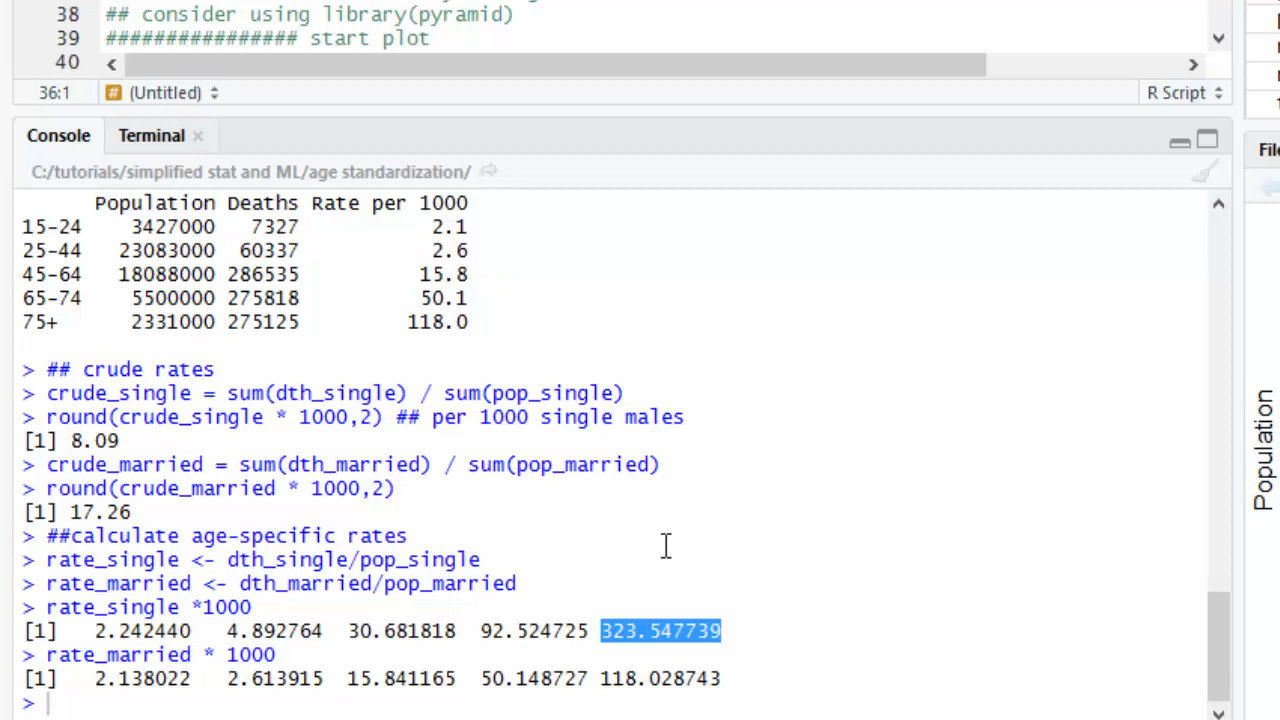 38 ## consider using library(pyramid)
39 ############### start plot
40
36:1 (Untitled) R Script
Console Terminal
C:/tutorials/simplified stat and ML/age standardization/
Population Deaths Rate per 1000
15-24 3427000 7327 2.1
25-44 23083000 60337 2.6
45-64 18088000 286535 15.8
65-74 5500000 275818 50.1
75+ 2331000 275125 118.0
> ## crude rates
> crude_single = sum(dth_single) / sum(pop_single)
> round(crude_single * 1000,2) ## per 1000 single males
[1] 8.09
> crude_married = sum(dth_married) / sum(pop_married)
> round(crude_married * 1000,2)
[1] 17.26
> ##calculate age-specific rates
> rate_single <- dth_single/pop_single
> rate_married <- dth_married/pop_married
> rate_single *1000
[1] 2.242440 4.892764 30.681818 92.524725 323.547739
> rate_married * 1000
[1] 2.138022 2.613915 15.841165 50.148727 118.028743
>
Population